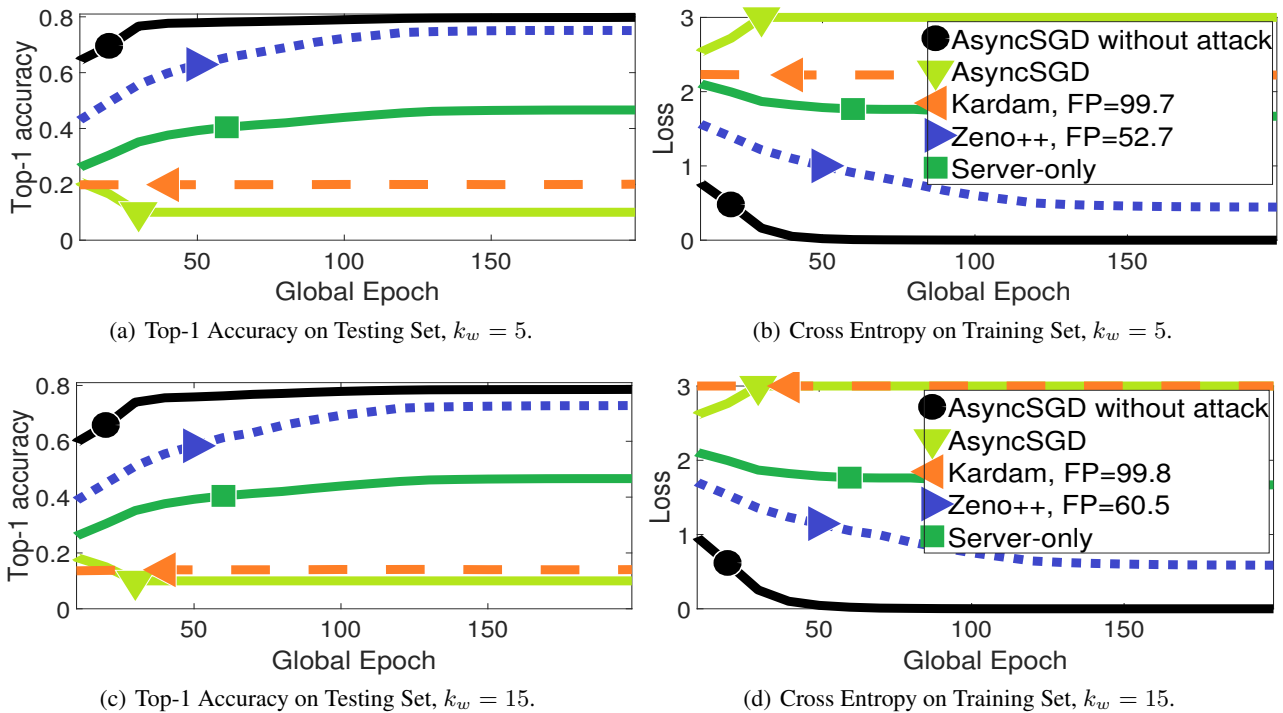 0.8
0.6
0.4
0.2
0
Top-1 accuracy
50
100
150
Global Epoch
(a) Top-1 Accuracy on Testing Set, k_w = 5.
3
2
1
0
Loss
AsyncSGD without attack
AsyncSGD
Kardam, FP=99.7
Zeno++, FP=52.7
Server-only
50
100
150
Global Epoch
(b) Cross Entropy on Training Set, k_w = 5.
0.8
0.6
0.4
0.2
0
Top-1 accuracy
50
100
150
Global Epoch
(c) Top-1 Accuracy on Testing Set, k_w = 15.
3
2
1
0
Loss
AsyncSGD without attack
AsyncSGD
Kardam, FP=99.8
Zeno++, FP=60.5
Server-only
50
100
150
Global Epoch
(d) Cross Entropy on Training Set, k_w = 15.